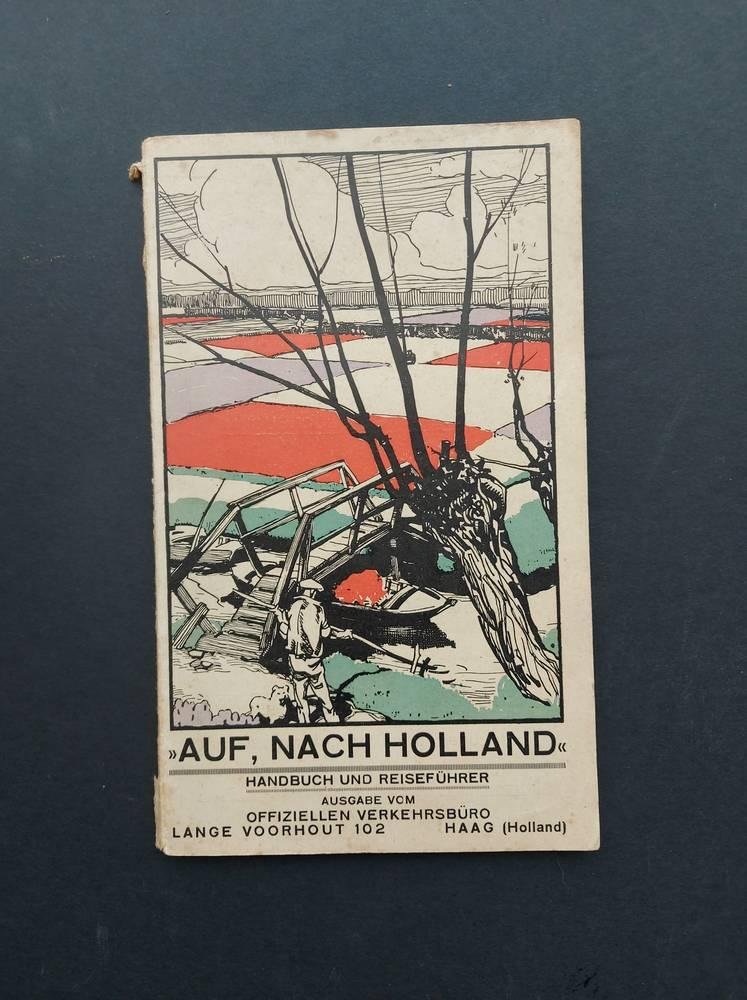 »AUF, NACH HOLLAND«
HANDBUCH UND REISEFÜHRER
AUSGABE VOM
OFFIZIELLEN VERKEHRSBÜRO
LANGE VOORHOUT 102 HAAG (Holland)